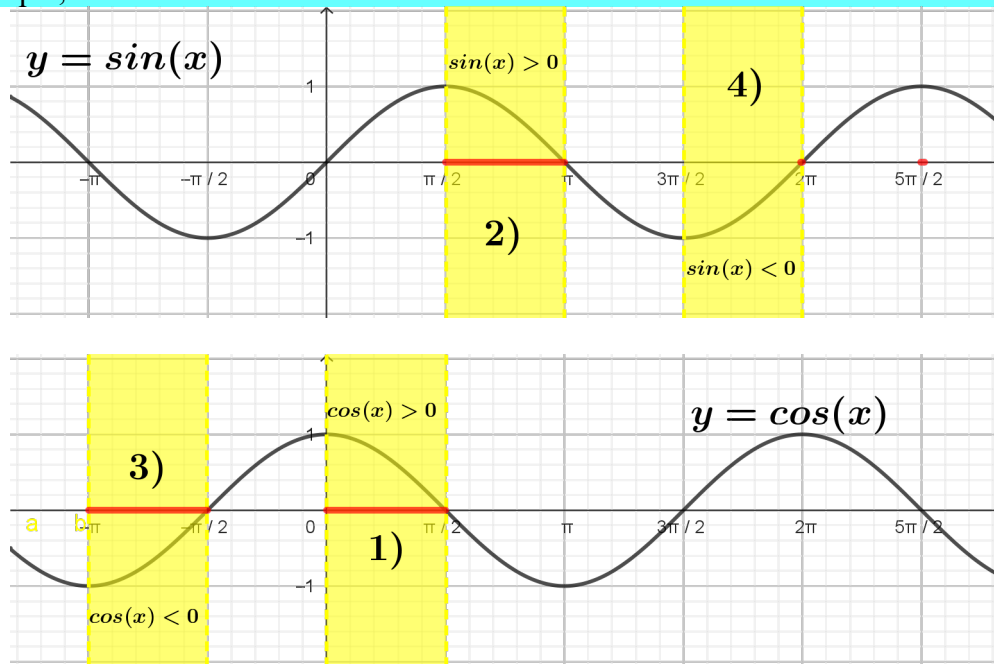 y = sin(x)
sin(x) > 0
4)
1
−π
−π / 2
0
π / 2
π
3π / 2
2π
5π / 2
2)
−1
sin(x) < 0
cos(x) > 0
y = cos(x)
1
3)
a
b
−π
−π / 2
0
π / 2
π
3π / 2
2π
5π / 2
1)
−1
cos(x) < 0